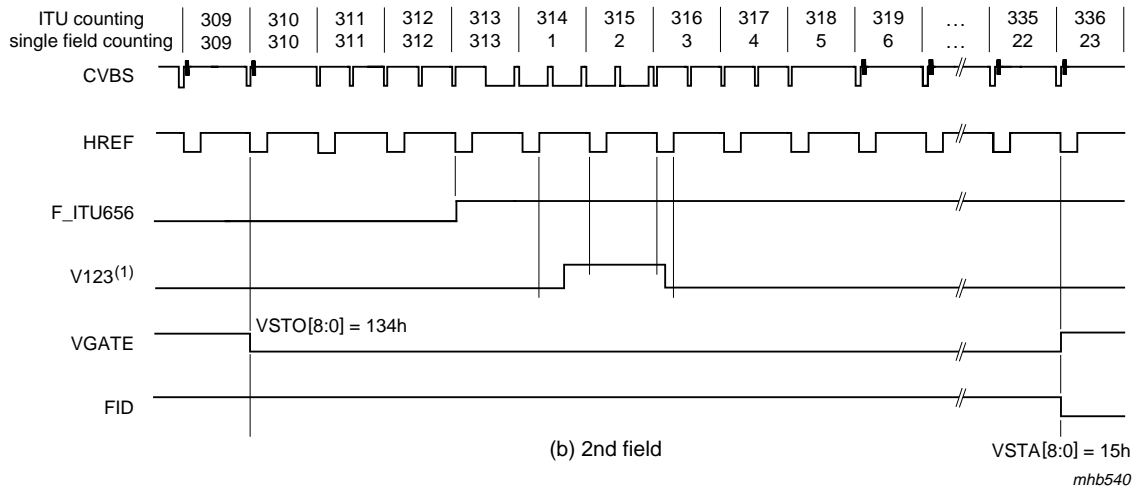 ITU counting 309 310 311 312 313 314 315 316 317 318 319 ... 335 336
single field counting 309 310 311 312 313 1 2 3 4 5 6 ... 22 23
CVBS
HREF
F_ITU656
V123(1)
VSTO[8:0] = 134h
VGATE
FID
(b) 2nd field
VSTA[8:0] = 15h
mhb540